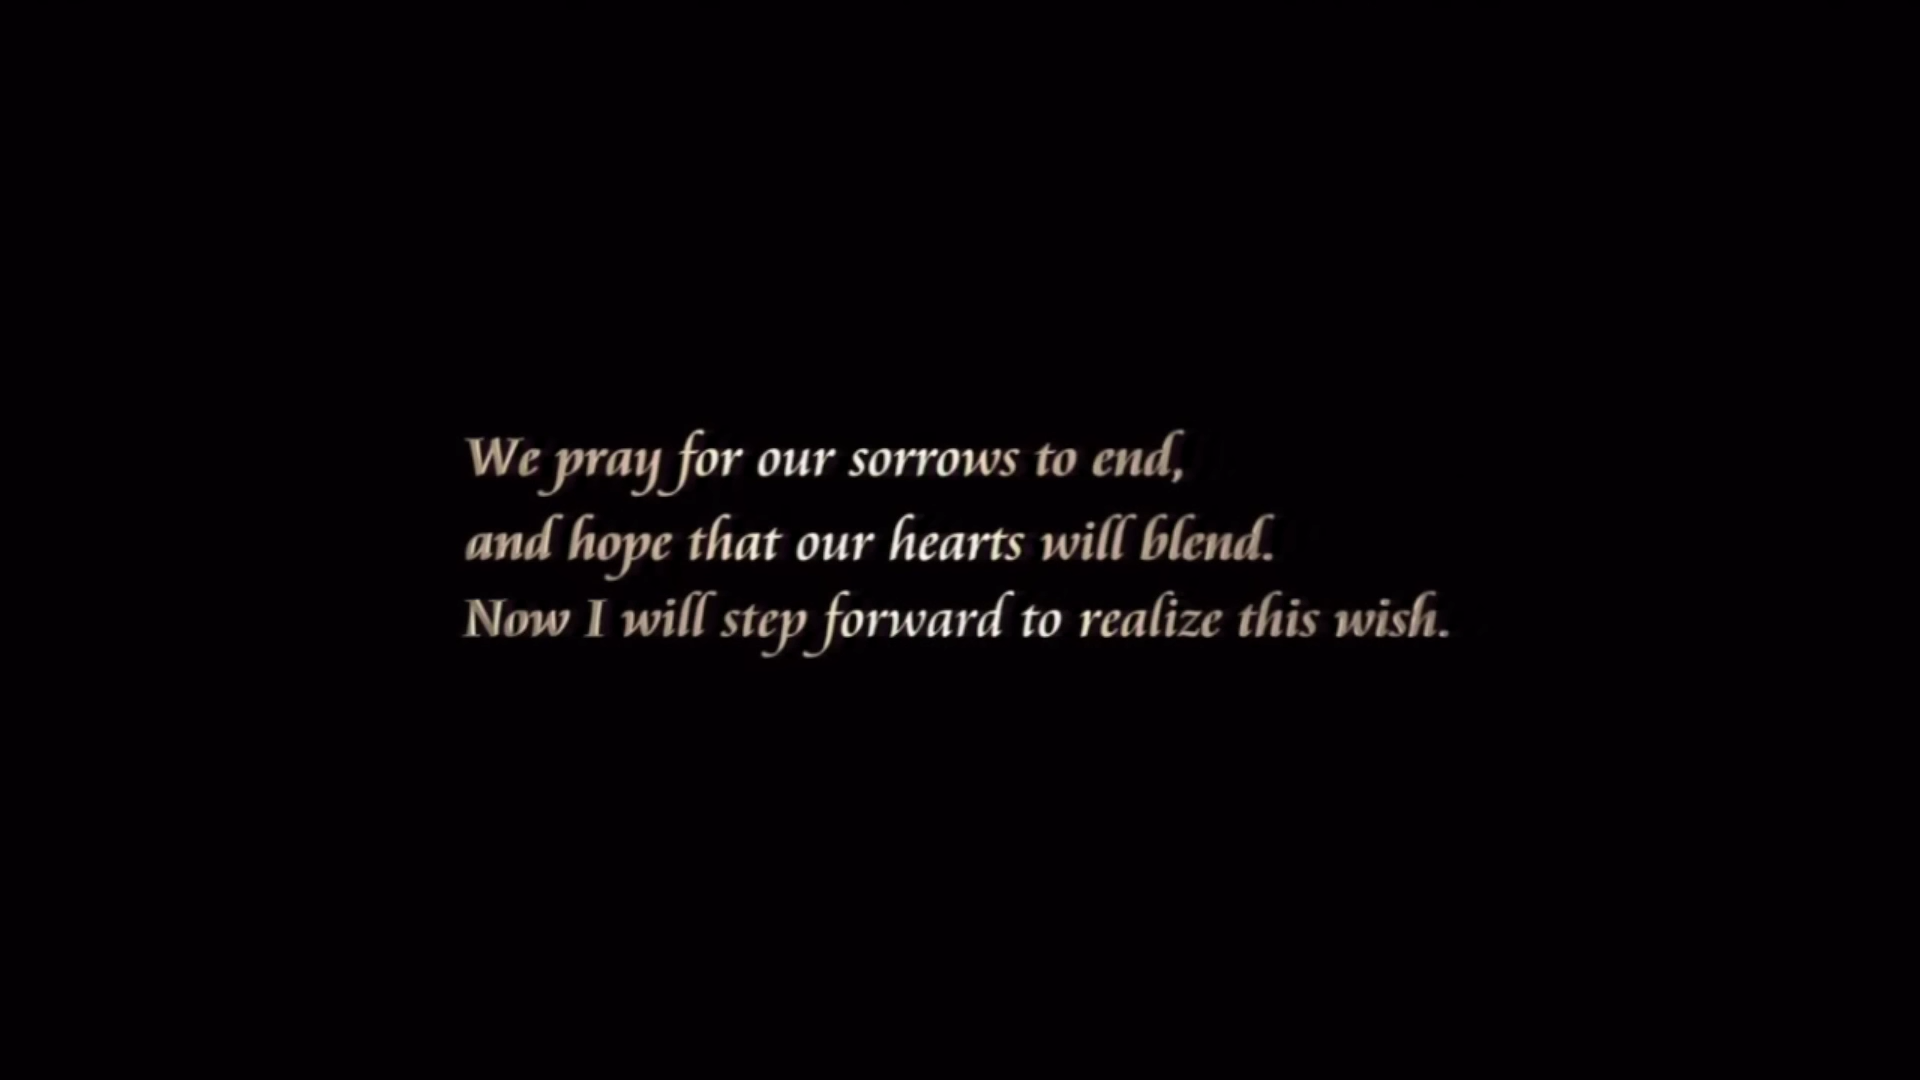 We pray for our sorrows to end,
and hope that our hearts will blend.
Now I will step forward to realize this wish.